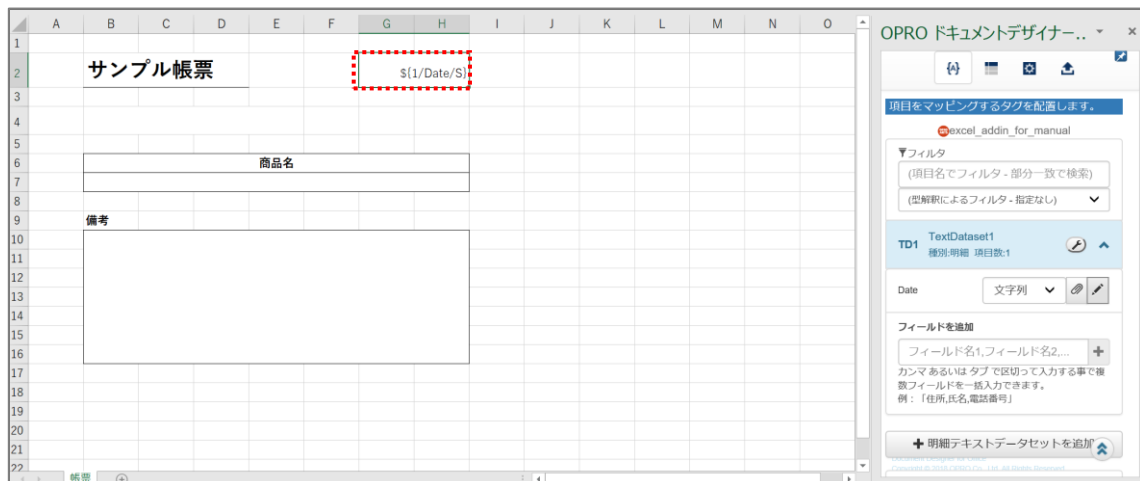 OPRO ドキュメントデザイナー..
A B C D E F G H I J K L M N O
1
2 サンプル帳票 ${1/Date/S}
3
4
5
6 商品名
7
8
9 備考
10
11
12
13
14
15
16
17
18
19
20
21
22
帳票
{A}
項目をマッピングするタグを配置します。
excel_addin_for_manual
フィルタ
(項目名でフィルタ - 部分一致で検索)
(型解釈によるフィルタ - 指定なし)
TD1 TextDataset1
種別:明細 項目数:1
Date 文字列
フィールドを追加
フィールド名1,フィールド名2,...
カンマ あるいは タブ で区切って入力する事で複
数フィールドを一括入力できます。
例：「住所,氏名,電話番号」
明細テキストデータセットを追加